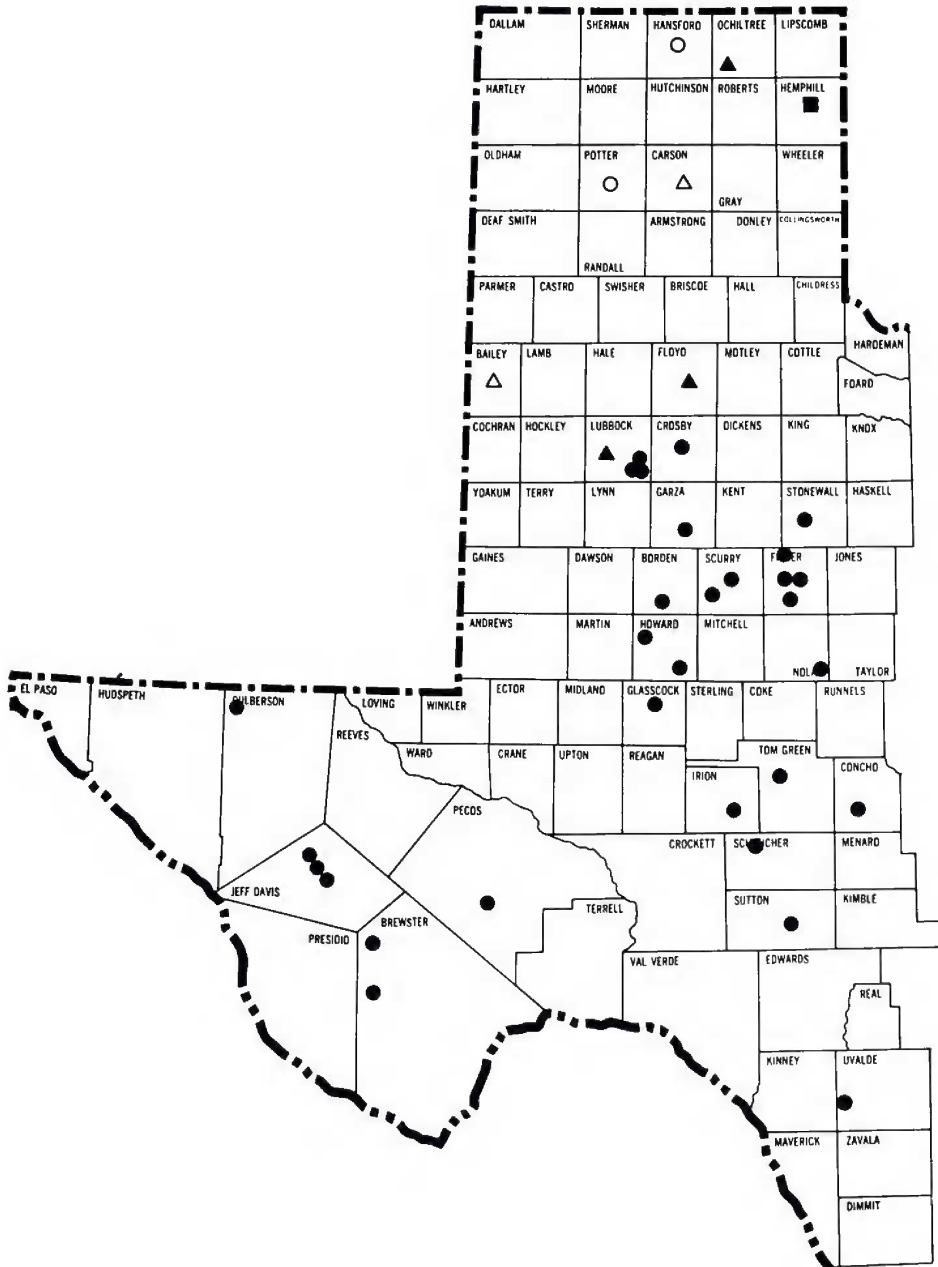 DALLAM SHERMAN HANSFORD OCHILTREE LIPSCOMB
HARTLEY MOORE HUTCHINSON ROBERTS HEMPHILL
OLDHAM POTTER CARSON WHEELER
GRAY
DEAF SMITH ARMSTRONG DONLEY COLLINGSWORTH
RANDALL
PARMER CASTRO SWISHER BRISCOE HALL CHILDRESS
HARDEMAN
BAILEY LAMB HALE FLOYD MOTLEY COTTLE
FOARD
COCHRAN HOCKLEY LUBBOCK CROSBY DICKENS KING KNOX
YOAKUM TERRY LYNN GARZA KENT STONEWALL HASKELL
GAINES DAWSON BORDEN SCURRY JONES
ANDREWS MARTIN HOWARD MITCHELL
TAYLOR
EL PASO HUDSPETH LOVING WINKLER ECTOR MIDLAND GLASSCOCK STERLING COKE RUNNELS
REEVES WARD CRANE UPTON REAGAN TOM GREEN
IRION CONCHO
PECOS
CROCKETT MENARD
JEFF DAVIS
BREWSTER TERRELL SUTTON KIMBLE
PRESIDIO
VAL VERDE EDWARDS
REAL
KINNEY UVALDE
MAVERICK ZAVALA
DIMMIT